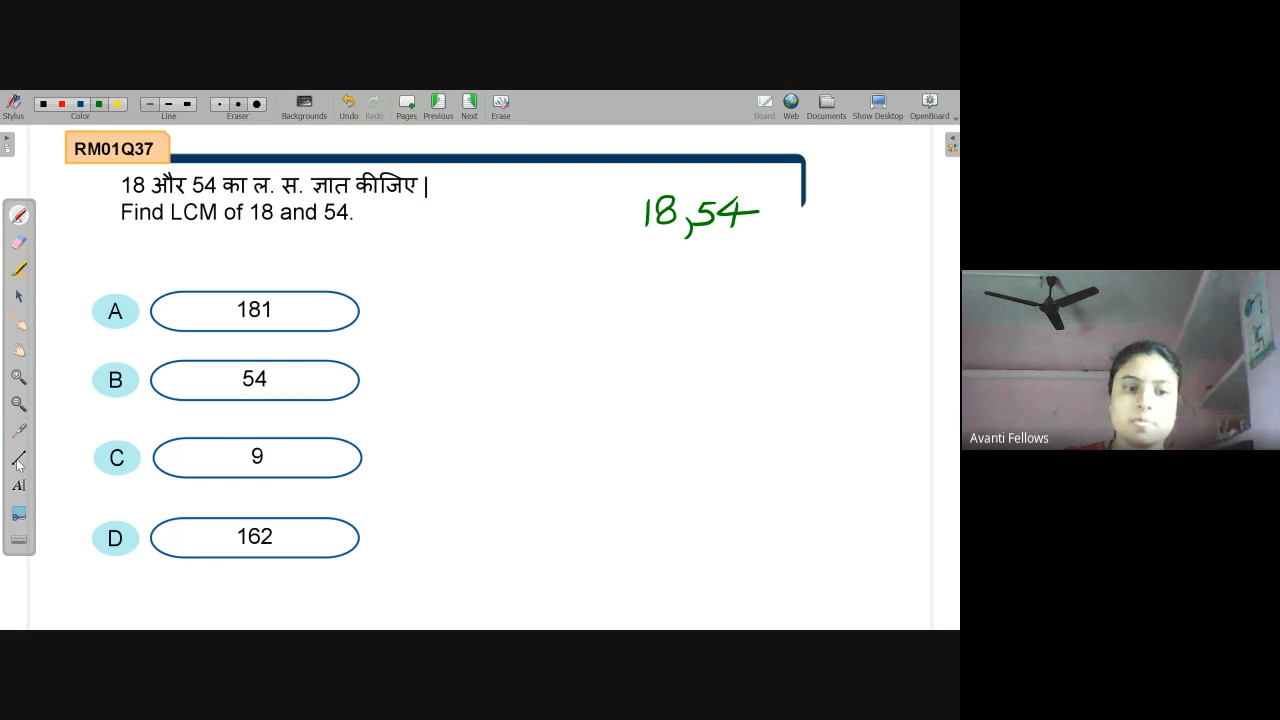 Stylus
Color
Line
Eraser
Backgrounds
Undo
Redo
Pages
Previous
Next
Erase
Board
Web
Documents
Show Desktop
OpenBoard
RM01Q37
18 और 54 का ल. स. ज्ञात कीजिए |
Find LCM of 18 and 54.
18,54
A 181
B 54
C 9
D 162
AI
Avanti Fellows